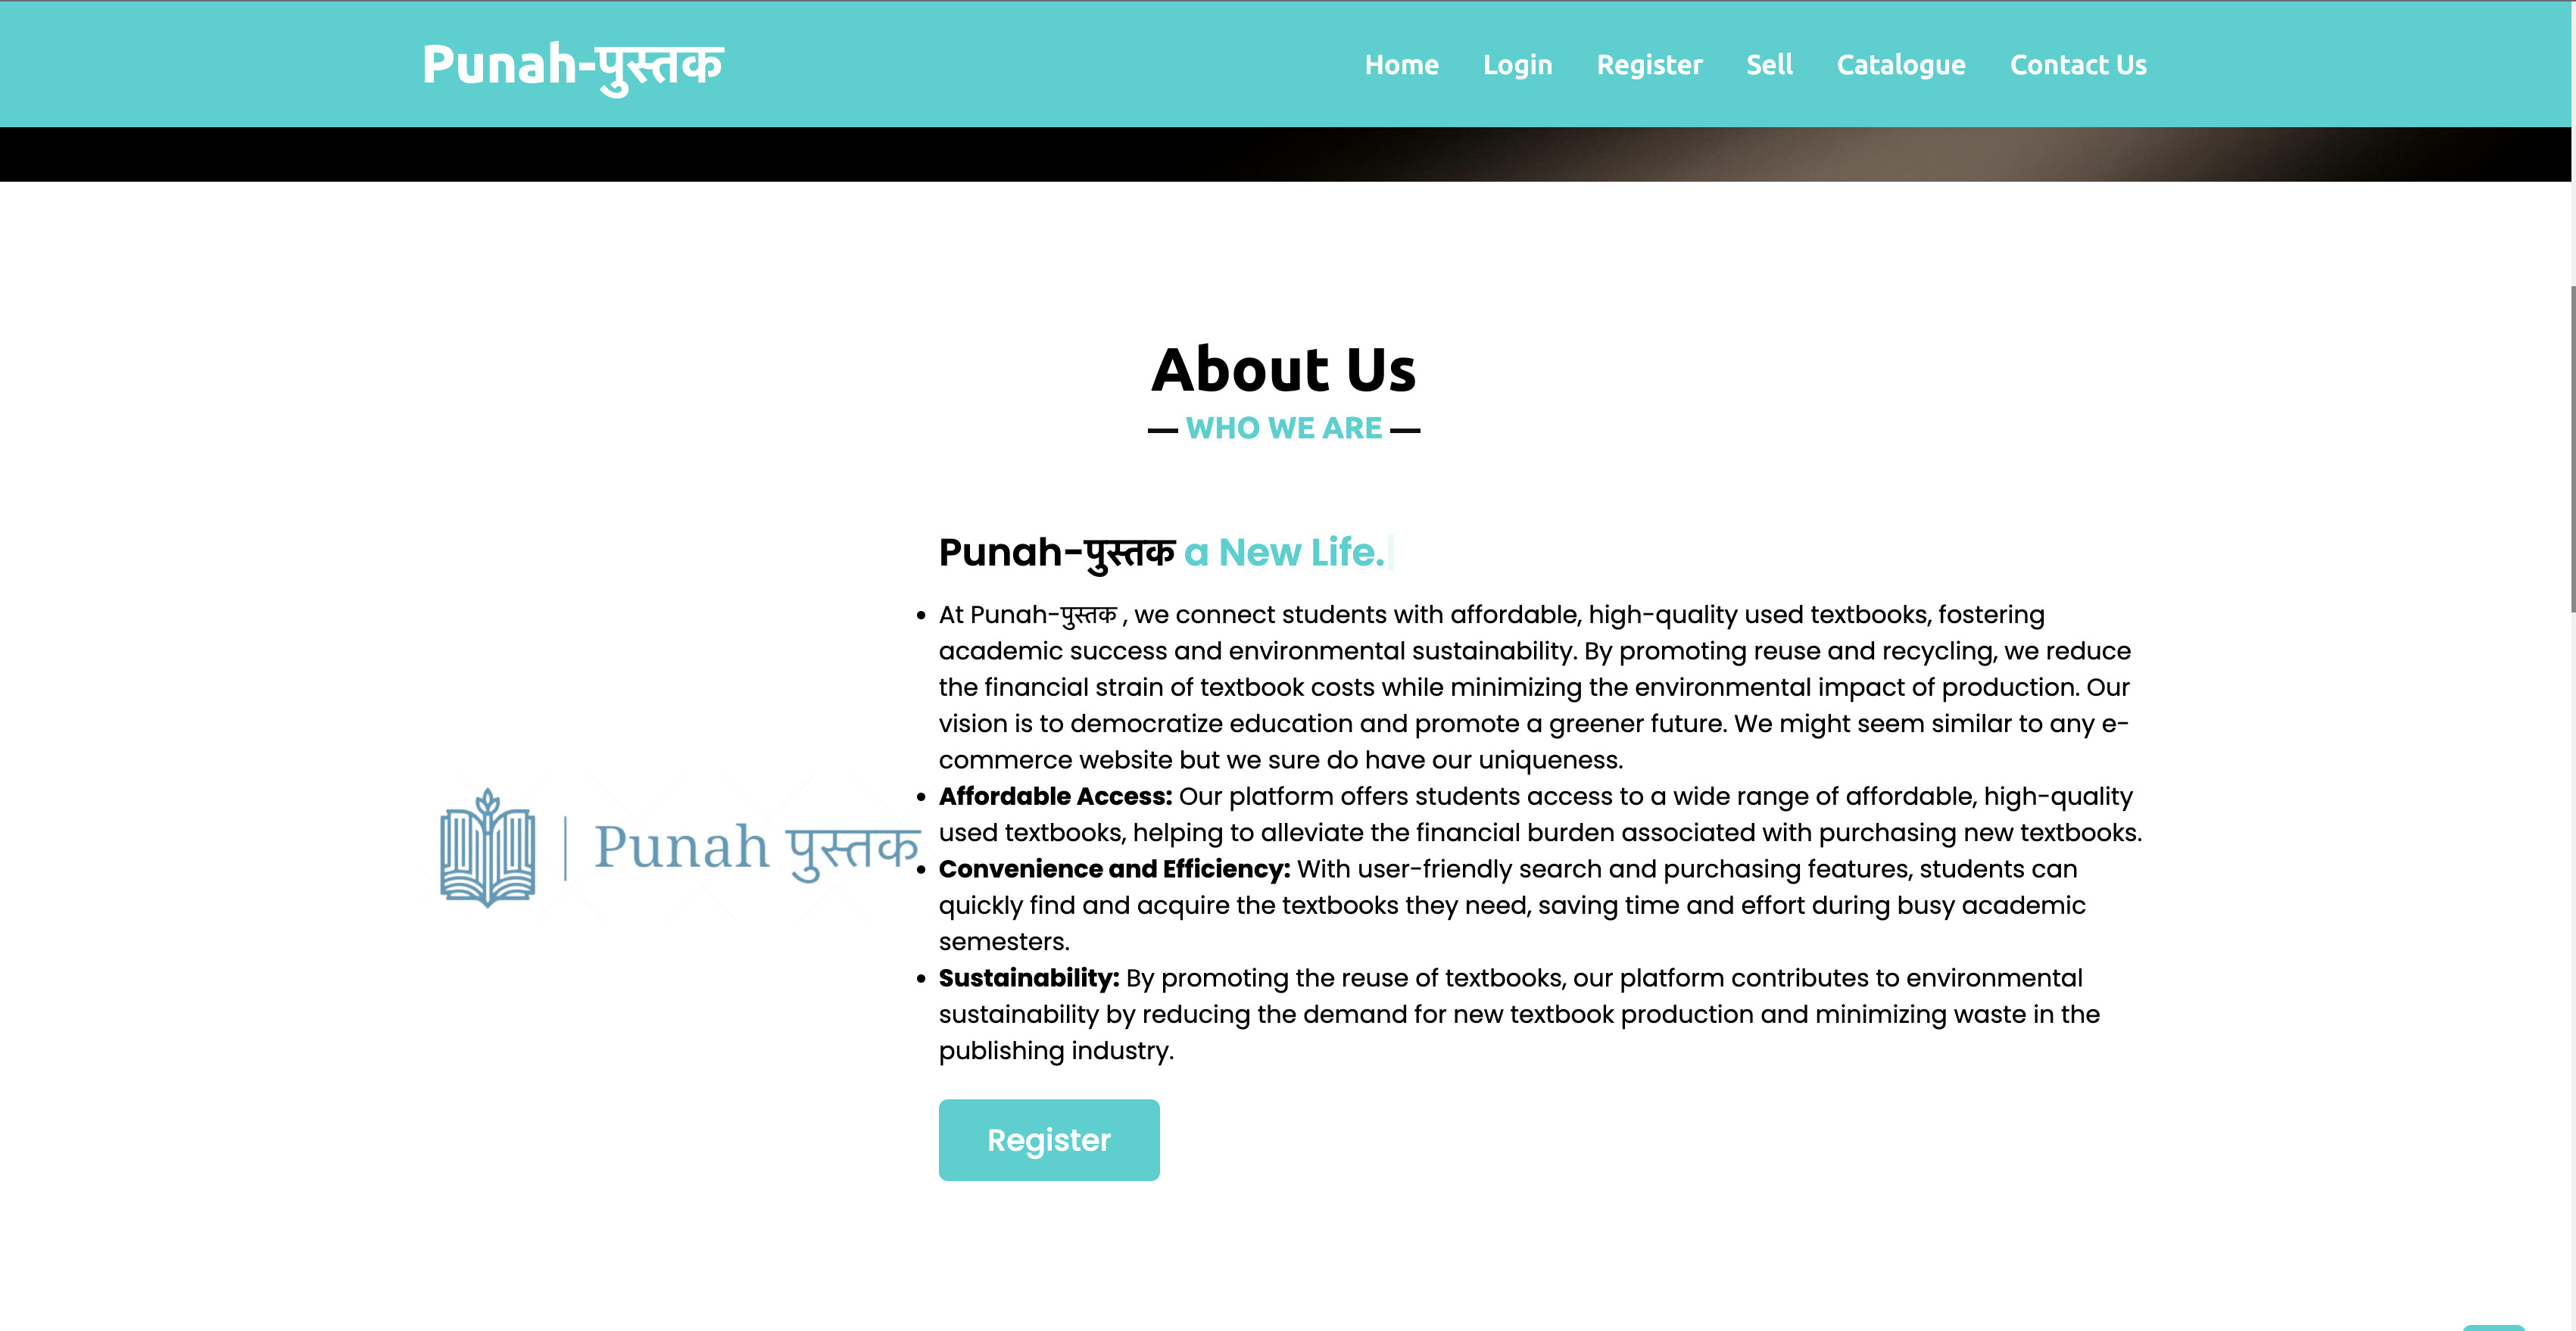 Punah-पुस्तक
Home Login Register Sell Catalogue Contact Us
About Us
— WHO WE ARE —
Punah-पुस्तक a New Life.
• At Punah-पुस्तक , we connect students with affordable, high-quality used textbooks, fostering
academic success and environmental sustainability. By promoting reuse and recycling, we reduce
the financial strain of textbook costs while minimizing the environmental impact of production. Our
vision is to democratize education and promote a greener future. We might seem similar to any e-
commerce website but we sure do have our uniqueness.
• Affordable Access: Our platform offers students access to a wide range of affordable, high-quality
used textbooks, helping to alleviate the financial burden associated with purchasing new textbooks.
• Convenience and Efficiency: With user-friendly search and purchasing features, students can
quickly find and acquire the textbooks they need, saving time and effort during busy academic
semesters.
• Sustainability: By promoting the reuse of textbooks, our platform contributes to environmental
sustainability by reducing the demand for new textbook production and minimizing waste in the
publishing industry.
Punah पुस्तक
Register